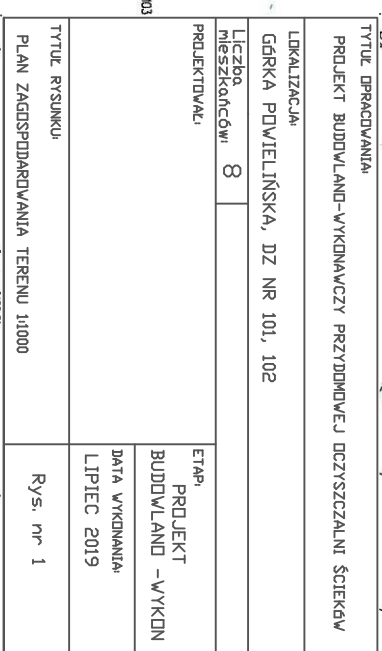 TYTUŁ OPRACOWANIA:
PROJEKT BUDOWLANO-WYKONAWCZY PRZYDOMOWEJ OCZYSZCZALNI ŚCIEKÓW
LOKALIZACJA:
GÓRKA POWIELIŃSKA, DZ NR 101, 102
Liczba
mieszkańców: 8
PROJEKTOWAŁ:
ETAP:
PROJEKT
BUDOWLANO -WYKON
DATA WYKONANIA:
LIPIEC 2019
TYTUŁ RYSUNKU:
PLAN ZAGOSPODAROWANIA TERENU 1:1000
Rys. nr 1
103